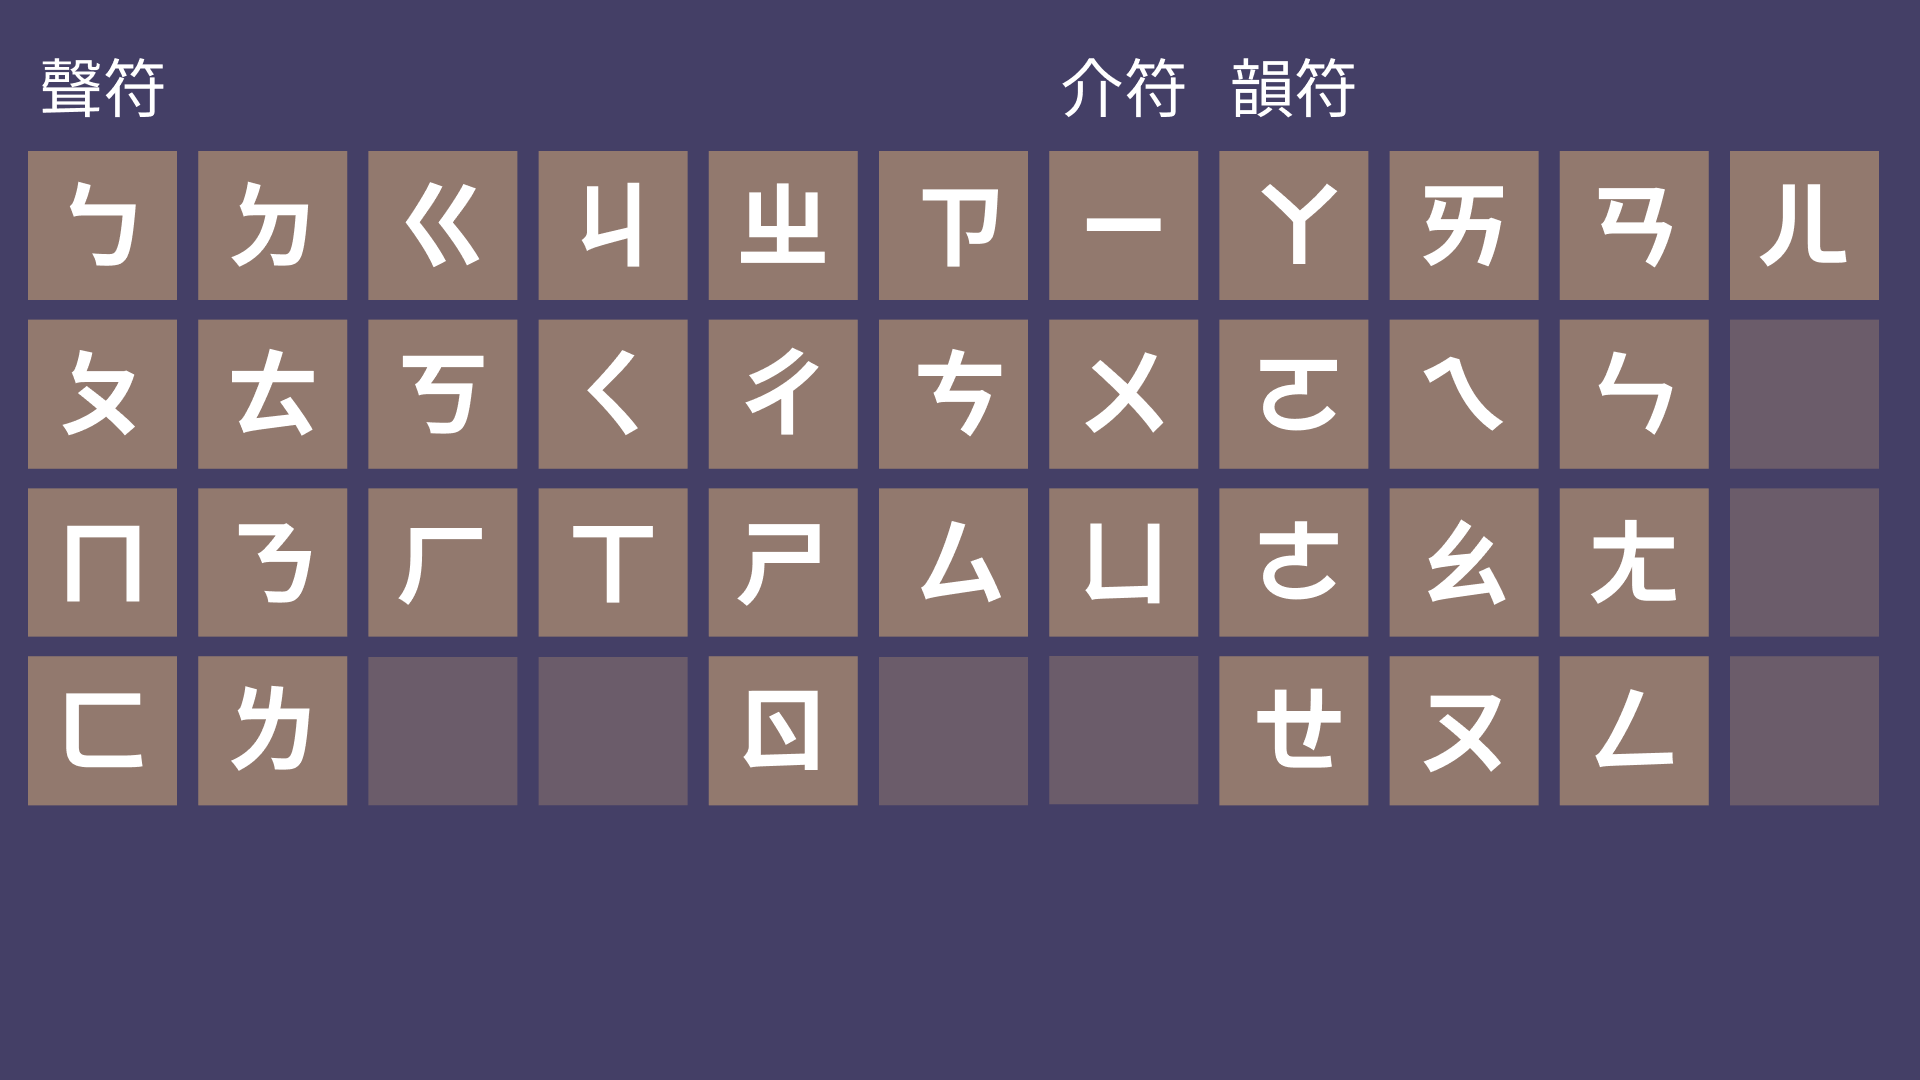 聲符 介符 韻符
ㄅ ㄉ ㄍ ㄐ ㄓ ㄗ ㄧ ㄚ ㄞ ㄢ ㄦ
ㄆ ㄊ ㄎ ㄑ ㄔ ㄘ ㄨ ㄛ ㄟ ㄣ
ㄇ ㄋ ㄏ ㄒ ㄕ ㄙ ㄩ ㄜ ㄠ ㄤ
ㄈ ㄌ ㄖ ㄝ ㄡ ㄥ